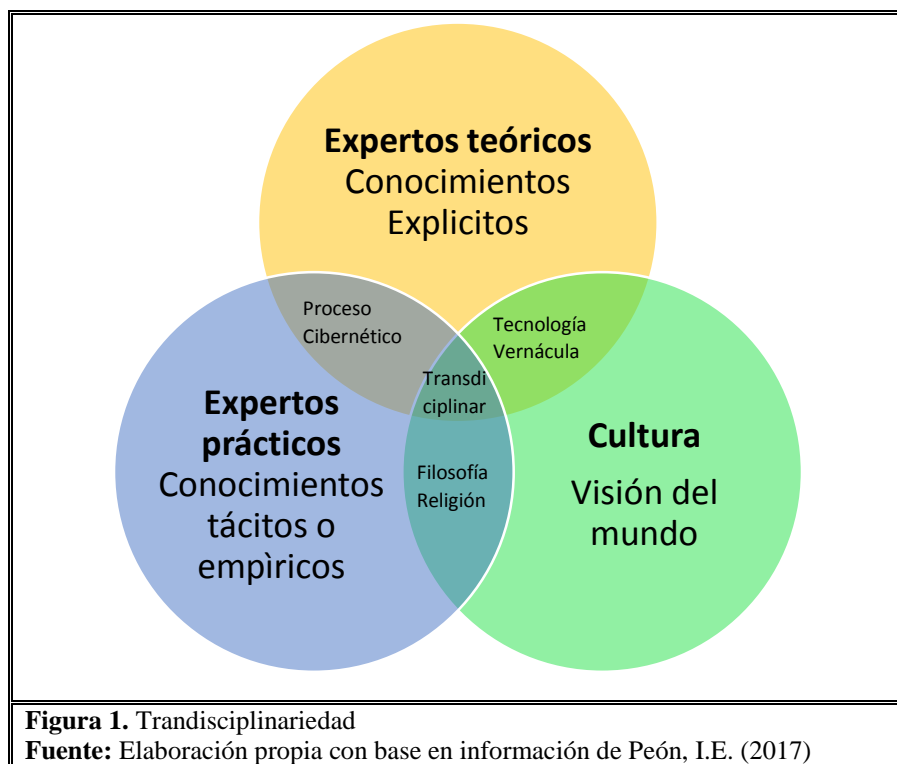 Expertos teóricos
Conocimientos
Explicitos
Proceso
Cibernético
Tecnología
Vernácula
Transdi
ciplinar
Expertos
prácticos
Conocimientos
tácitos o
empìricos
Filosofía
Religión
Cultura
Visión del
mundo
Figura 1. Trandisciplinariedad
Fuente: Elaboración propia con base en información de Peón, I.E. (2017)